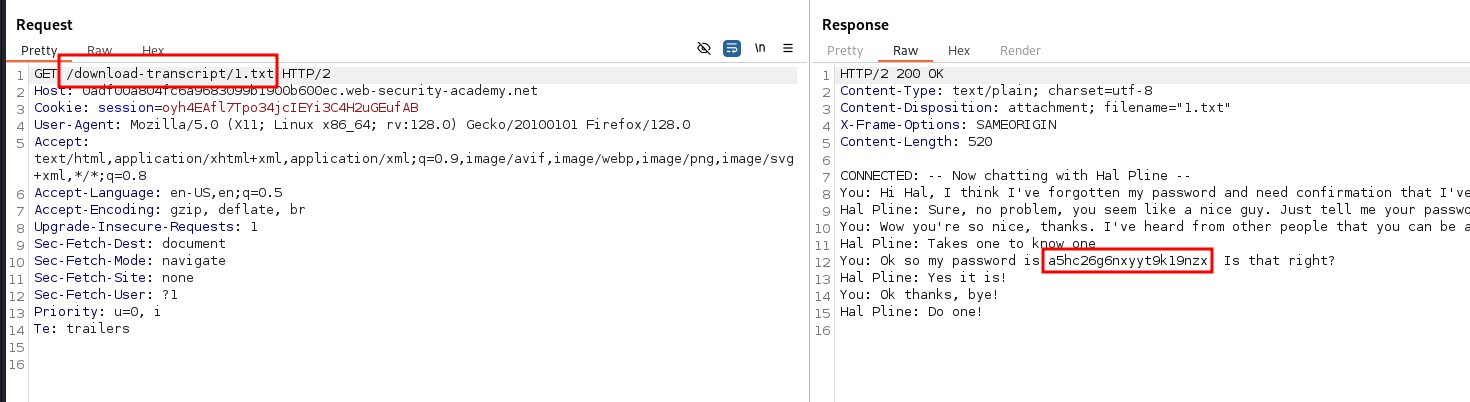 Request
Pretty Raw Hex
\n
1 GET /download-transcript/1.txt HTTP/2
2 Host: 0adf00a804fc6a9683099b1900b600ec.web-security-academy.net
3 Cookie: session=oyh4EAfl7Tpo34jcIEYi3C4H2uGEufAB
4 User-Agent: Mozilla/5.0 (X11; Linux x86_64; rv:128.0) Gecko/20100101 Firefox/128.0
5 Accept:
text/html,application/xhtml+xml,application/xml;q=0.9,image/avif,image/webp,image/png,image/svg
+xml,*/*;q=0.8
6 Accept-Language: en-US,en;q=0.5
7 Accept-Encoding: gzip, deflate, br
8 Upgrade-Insecure-Requests: 1
9 Sec-Fetch-Dest: document
10 Sec-Fetch-Mode: navigate
11 Sec-Fetch-Site: none
12 Sec-Fetch-User: ?1
13 Priority: u=0, i
14 Te: trailers
15
16
Response
Pretty Raw Hex Render
1 HTTP/2 200 OK
2 Content-Type: text/plain; charset=utf-8
3 Content-Disposition: attachment; filename="1.txt"
4 X-Frame-Options: SAMEORIGIN
5 Content-Length: 520
6
7 CONNECTED: -- Now chatting with Hal Pline --
8 You: Hi Hal, I think I've forgotten my password and need confirmation that I've
9 Hal Pline: Sure, no problem, you seem like a nice guy. Just tell me your passwo
10 You: Wow you're so nice, thanks. I've heard from other people that you can be a
11 Hal Pline: Takes one to know one
12 You: Ok so my password is a5hc26g6nxyyt9k19nzx Is that right?
13 Hal Pline: Yes it is!
14 You: Ok thanks, bye!
15 Hal Pline: Do one!
16